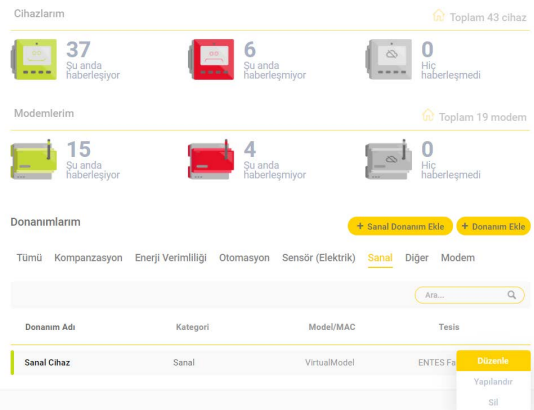 Cihazlarım
Toplam 43 cihaz
37
Şu anda
haberleşiyor
6
Şu anda
haberleşmiyor
0
Hiç
haberleşmedi
Modemlerim
Toplam 19 modem
15
Şu anda
haberleşiyor
4
Şu anda
haberleşmiyor
0
Hiç
haberleşmedi
Donanımlarım
+ Sanal Donanım Ekle
+ Donanım Ekle
Tümü Kompanzasyon Enerji Verimliliği Otomasyon Sensör (Elektrik) Sanal Diğer Modem
Ara...
Donanım Adı Kategori Model/MAC Tesis
Sanal Cihaz Sanal VirtualModel ENTES Fa
Düzenle
Yapılandır
Sil